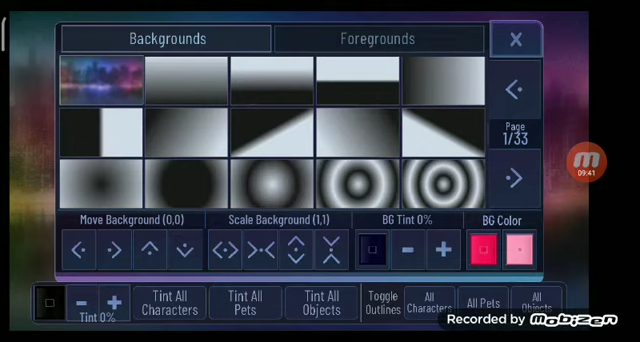 Backgrounds Foregrounds X
Page
1/33
09:41
Move Background (0,0) Scale Background (1,1) BG Tint 0% BG Color
Tint 0%
Tint All Characters
Tint All Pets
Tint All Objects
Toggle Outlines
All Characters
All Pets
All Objects
Recorded by MOBIZEN